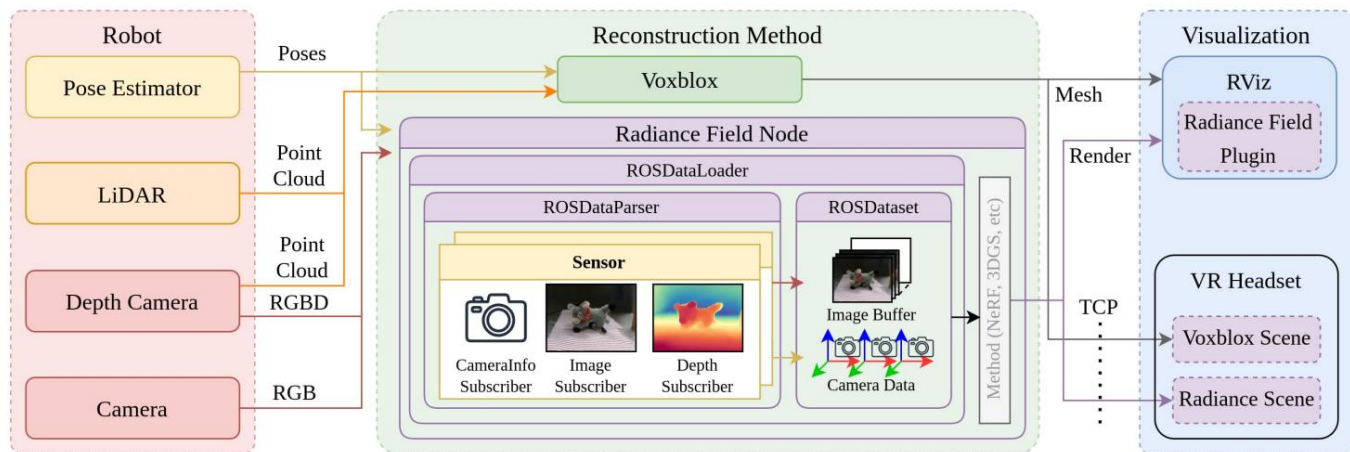 Robot
Pose Estimator
LiDAR
Depth Camera
Camera
Poses
Point
Cloud
Point
Cloud
RGBD
RGB
Reconstruction Method
Voxblox
Radiance Field Node
ROSDataLoader
ROSDataParser
Sensor
CameraInfo
Subscriber
Image
Subscriber
Depth
Subscriber
ROSDataset
Image Buffer
Camera Data
Method (NeRF, 3DGS, etc)
Mesh
Render
TCP
Visualization
RViz
Radiance Field
Plugin
VR Headset
Voxblox Scene
Radiance Scene